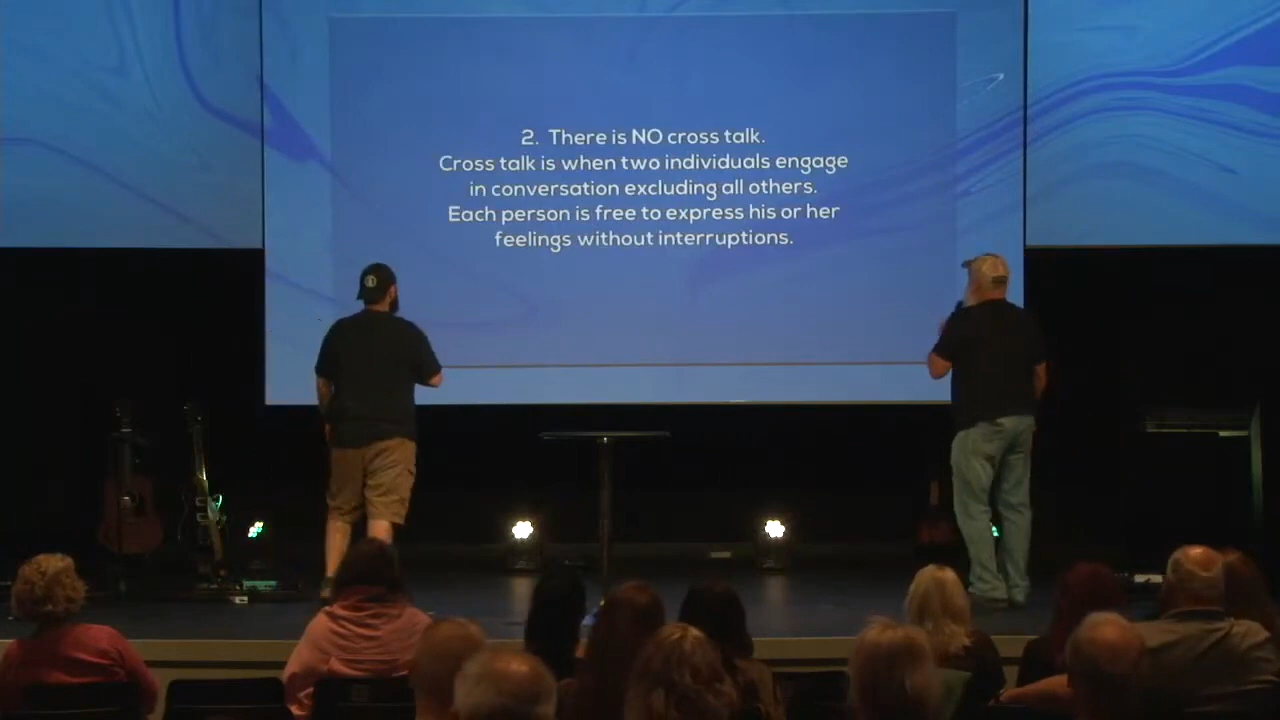 2. There is NO cross talk.
Cross talk is when two individuals engage
in conversation excluding all others.
Each person is free to express his or her
feelings without interruptions.